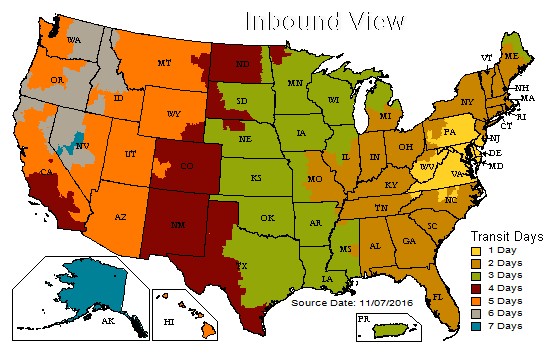 Inbound View
WA
MT
ND
MN
ME
VT
OR
ID
WY
SD
WI
MI
NY
NH
MA
RI
CT
NV
UT
CO
NE
IA
IL
IN
OH
PA
NJ
DE
MD
CA
KS
MO
KY
WV
VA
AZ
NM
OK
AR
TN
NC
SC
TX
LA
MS
AL
GA
FL
AK
HI
PR
Source Date: 11/07/2016
Transit Days
1 Day
2 Days
3 Days
4 Days
5 Days
6 Days
7 Days